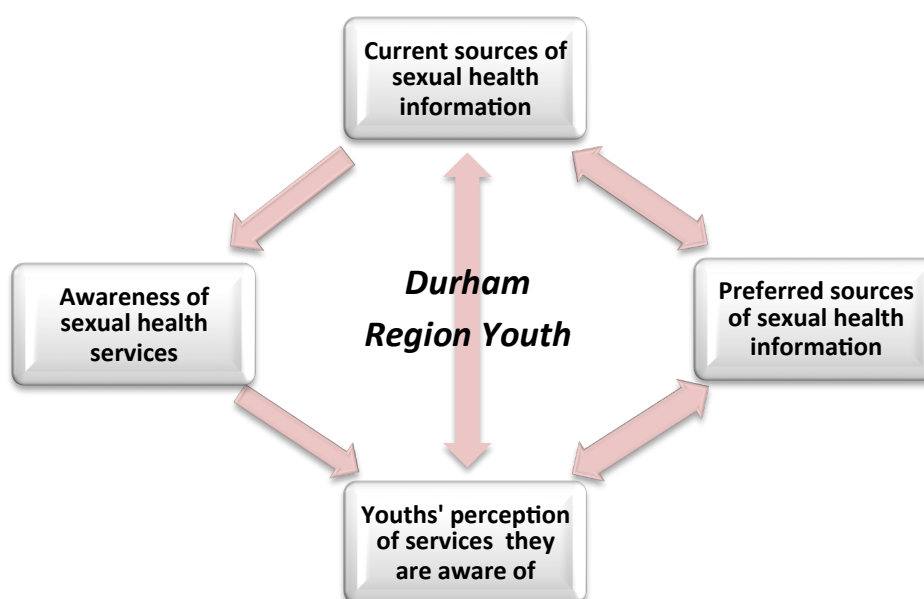 Current sources of
sexual health
information
Awareness of
sexual health
services
Durham
Region Youth
Preferred sources
of sexual health
information
Youths' perception
of services they
are aware of